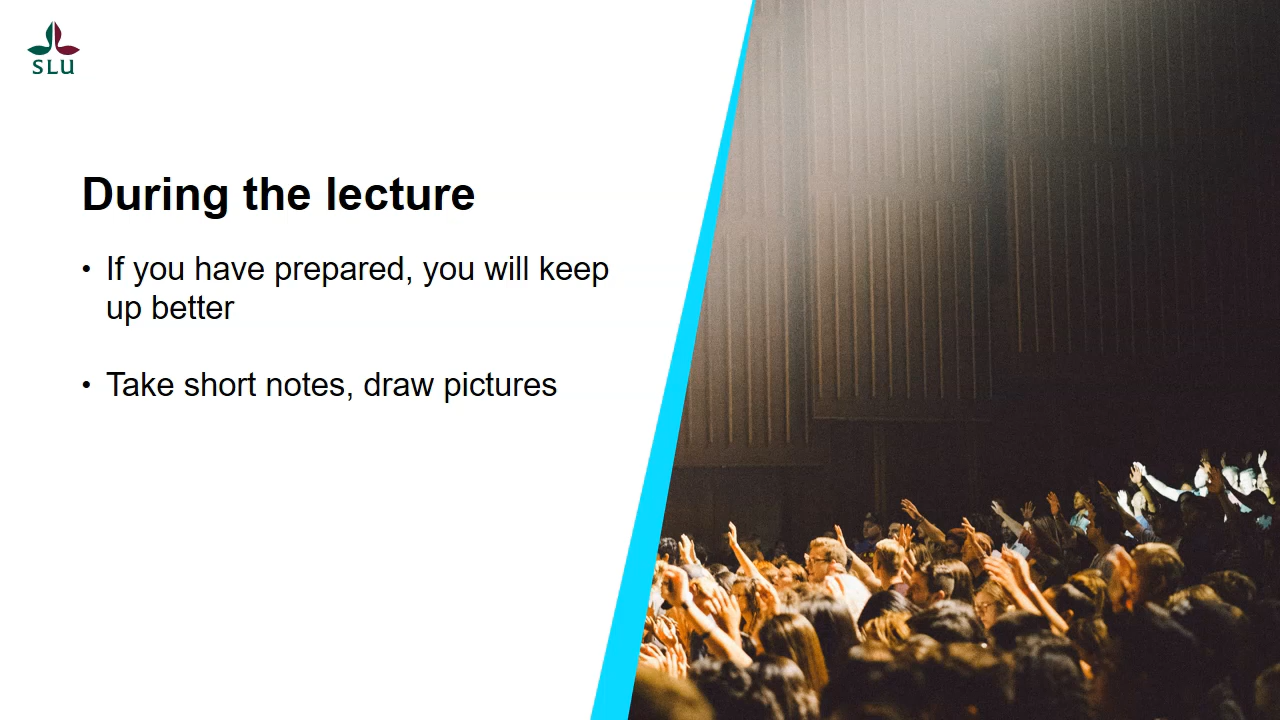 SLU
During the lecture
• If you have prepared, you will keep
up better
• Take short notes, draw pictures